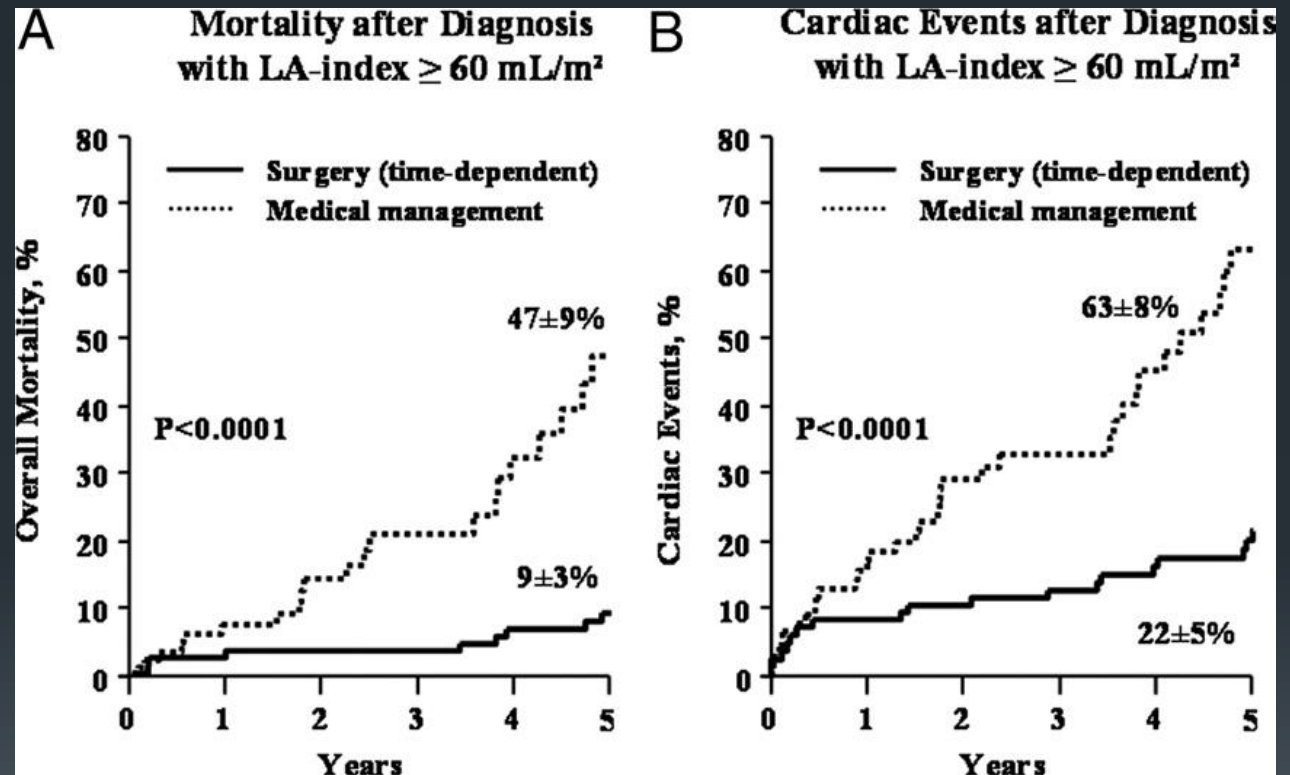 A
Mortality after Diagnosis
with LA-index ≥ 60 mL/m²
80
70
60
50
40
30
20
10
0
Overall Mortality, %
Surgery (time-dependent)
Medical management
47±9%
P<0.0001
9±3%
0 1 2 3 4 5
Years
B
Cardiac Events after Diagnosis
with LA-index ≥ 60 mL/m²
80
70
60
50
40
30
20
10
0
Cardiac Events, %
Surgery (time-dependent)
Medical management
63±8%
P<0.0001
22±5%
0 1 2 3 4 5
Years